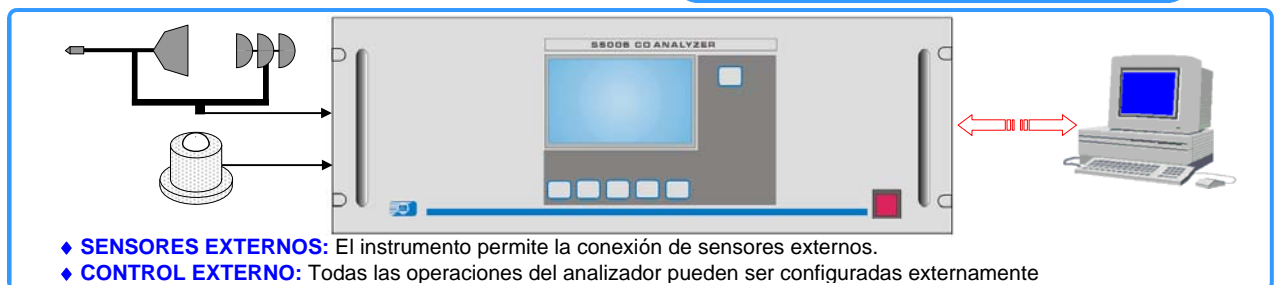 S5006 CO ANALYZER
♦ SENSORES EXTERNOS: El instrumento permite la conexión de sensores externos.
♦ CONTROL EXTERNO: Todas las operaciones del analizador pueden ser configuradas externamente